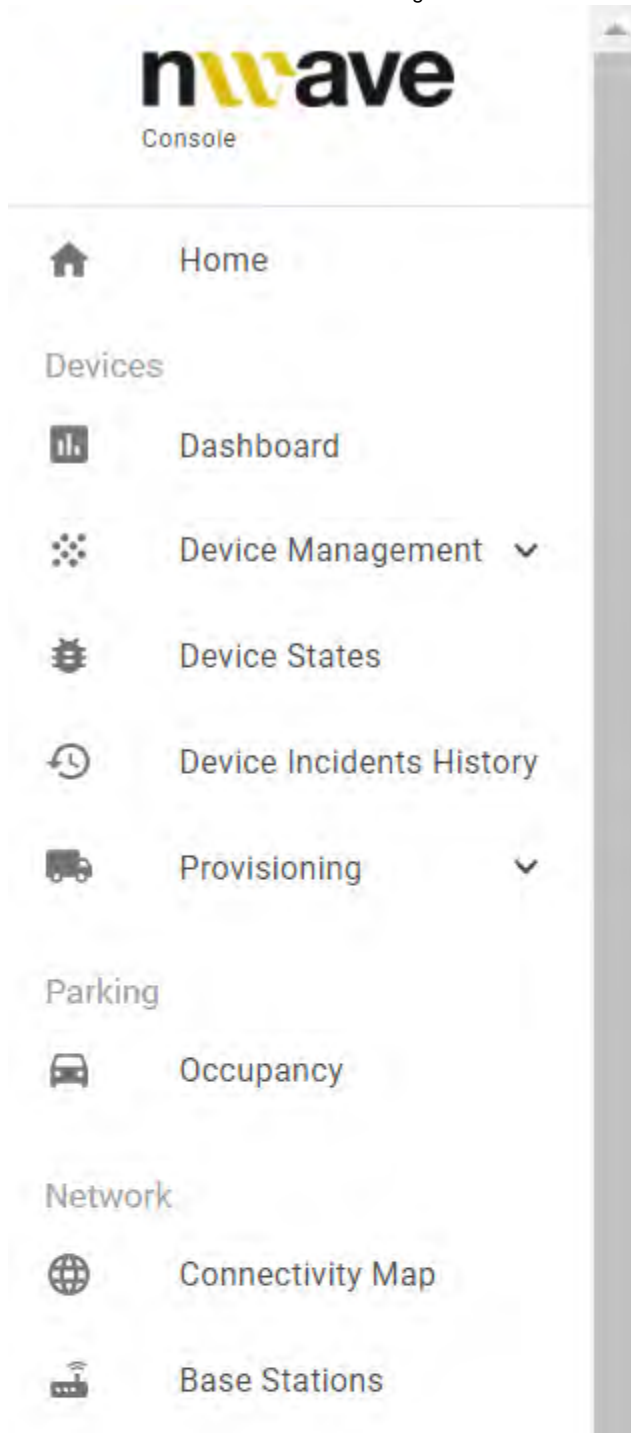 nwave
Console
Home
Devices
Dashboard
Device Management
Device States
Device Incidents History
Provisioning
Parking
Occupancy
Network
Connectivity Map
Base Stations